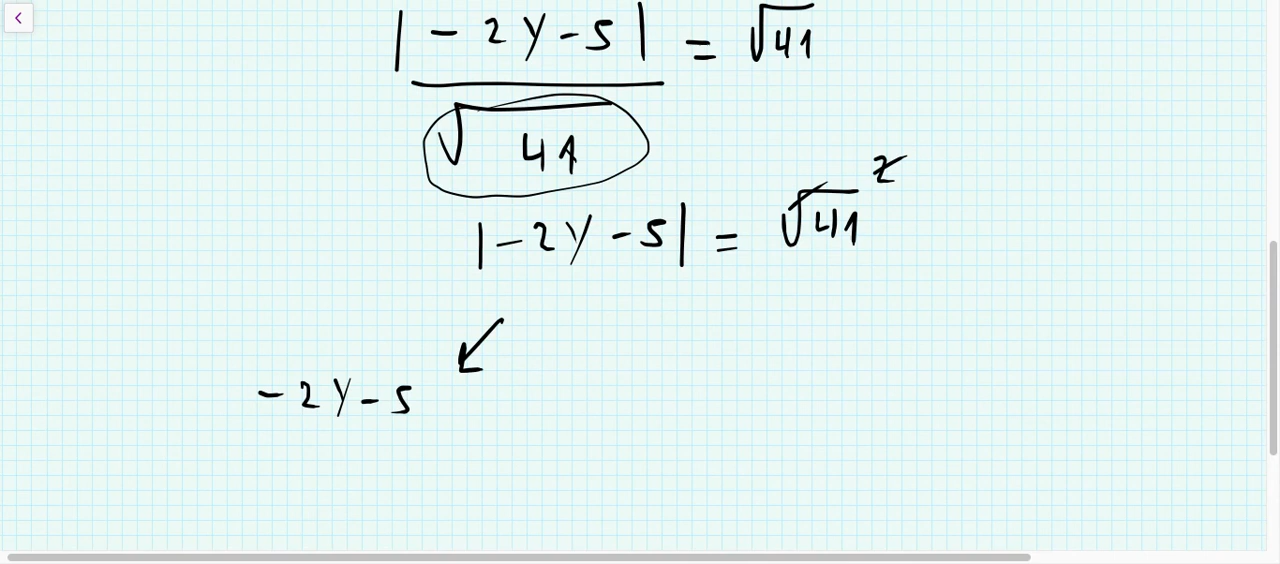 |-2y-5| = √41
√41
|-2y-5| = √41²
-2y-5